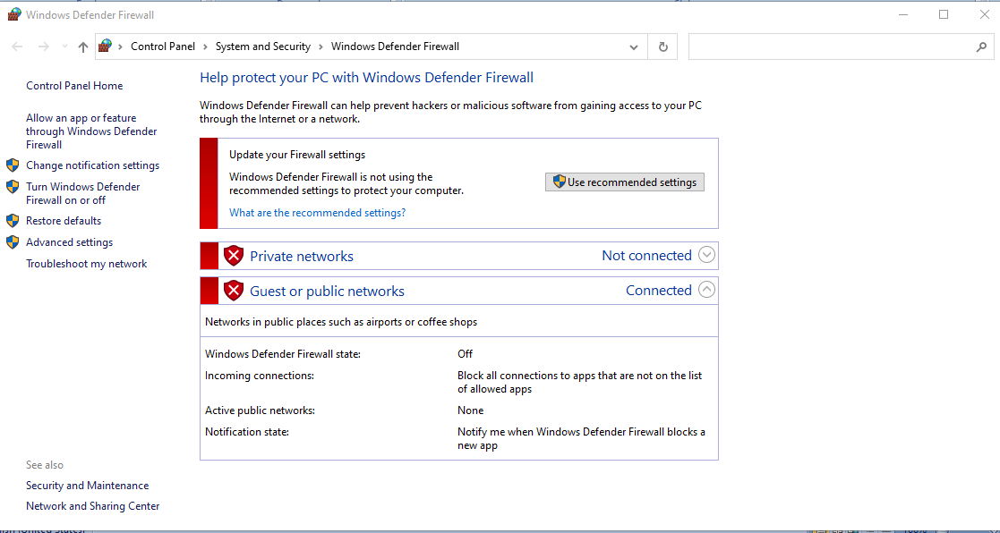 Windows Defender Firewall
Control Panel > System and Security > Windows Defender Firewall
Control Panel Home
Allow an app or feature
through Windows Defender
Firewall
Change notification settings
Turn Windows Defender
Firewall on or off
Restore defaults
Advanced settings
Troubleshoot my network
Help protect your PC with Windows Defender Firewall
Windows Defender Firewall can help prevent hackers or malicious software from gaining access to your PC
through the Internet or a network.
Update your Firewall settings
Windows Defender Firewall is not using the
recommended settings to protect your computer.
Use recommended settings
What are the recommended settings?
Private networks Not connected
Guest or public networks Connected
Networks in public places such as airports or coffee shops
Windows Defender Firewall state: Off
Incoming connections: Block all connections to apps that are not on the list
of allowed apps
Active public networks: None
Notification state: Notify me when Windows Defender Firewall blocks a
new app
See also
Security and Maintenance
Network and Sharing Center